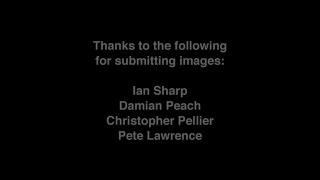 Thanks to the following
for submitting images:
Ian Sharp
Damian Peach
Christopher Pellier
Pete Lawrence